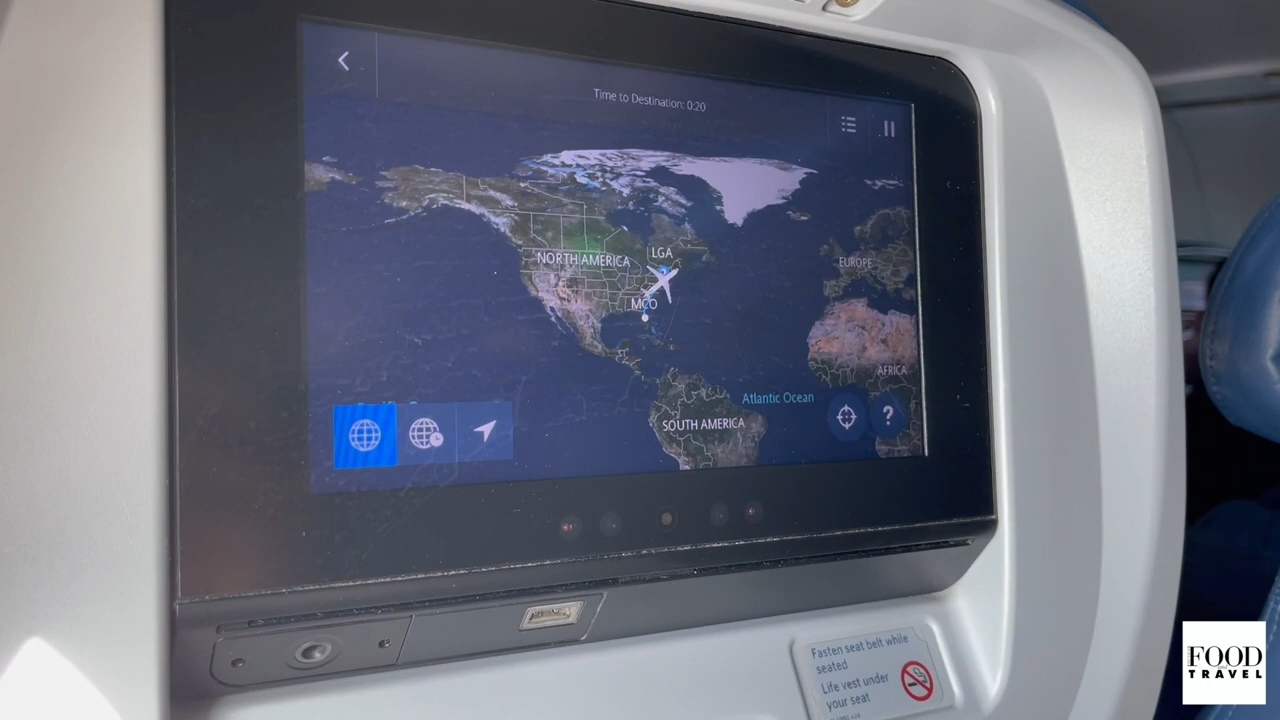 Time to Destination: 0:20
LGA
NORTH AMERICA
EUROPE
MCO
AFRICA
Atlantic Ocean
SOUTH AMERICA
?
Fasten seat belt while
seated
Life vest under
your seat
FOOD
and
TRAVEL